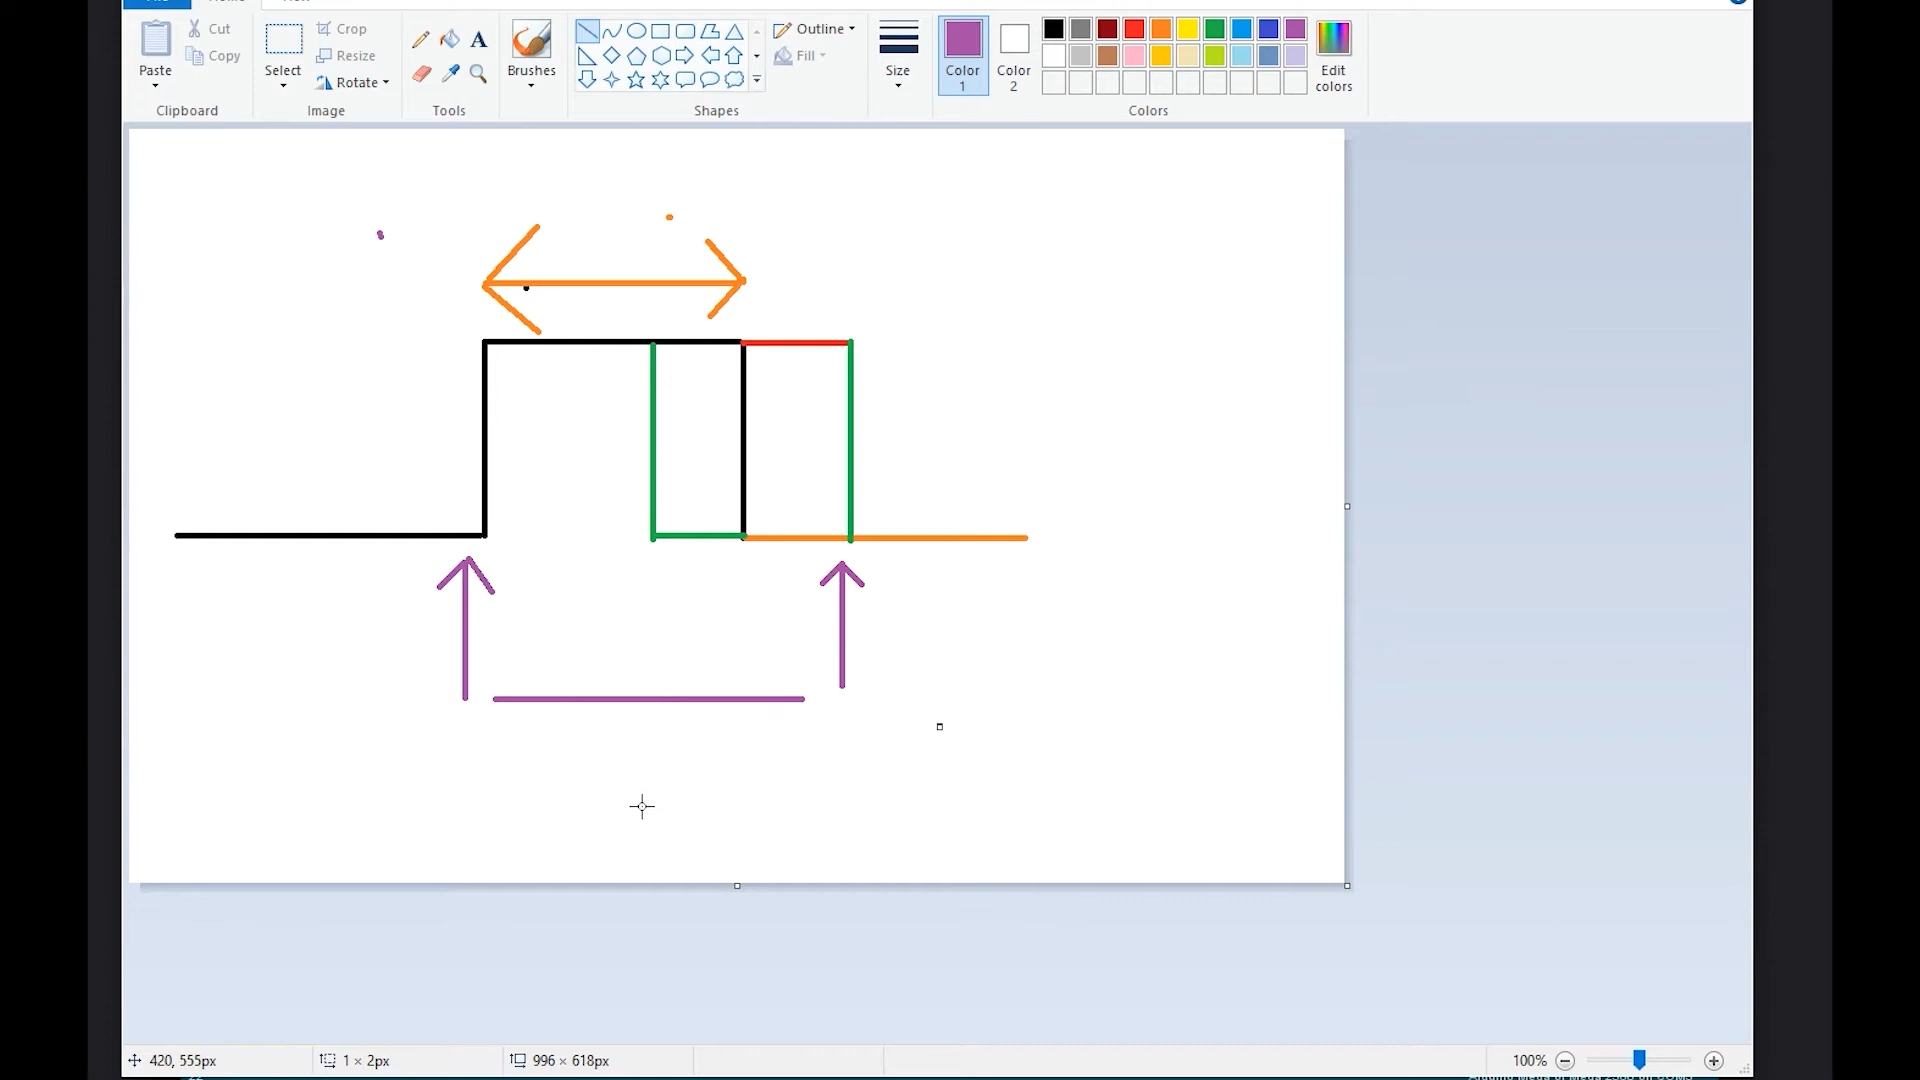 Cut
Copy
Paste
Clipboard
Crop
Resize
Rotate
Select
Image
Tools
Brushes
Outline
Fill
Shapes
Size
Color
1
Color
2
Edit
colors
Colors
420, 555px
1 × 2px
996 × 618px
100%